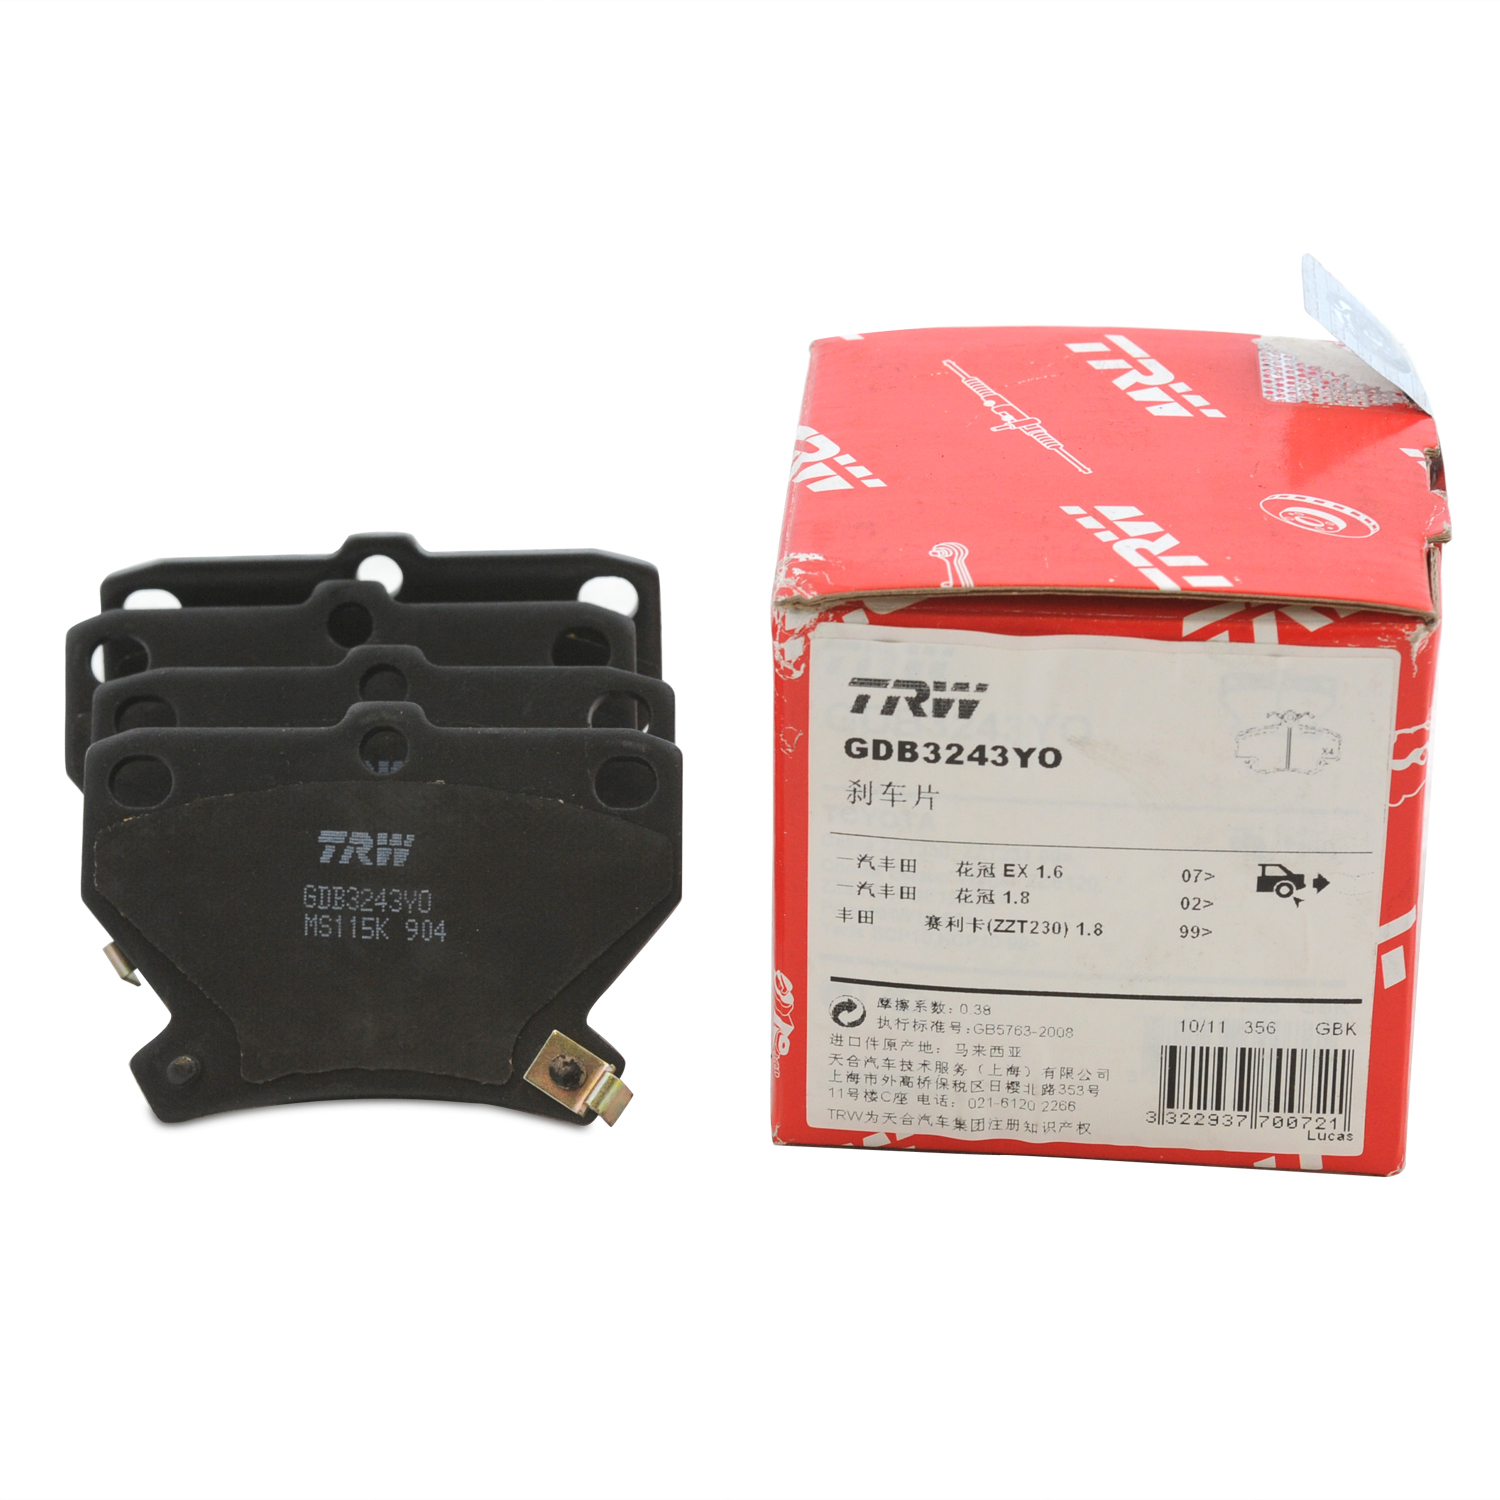 TRW
GDB3243YO
MS115K 904
TRW
TRW
TRW
TRW
GDB3243YO
刹车片
X4
一汽丰田 花冠 EX 1.6 07>
一汽丰田 花冠 1.8 02>
丰田 赛利卡(ZZT230) 1.8 99>
摩擦系数: 0.38
执行标准号:GB5763-2008
进口件原产地: 马来西亚
天合汽车技术服务(上海)有限公司
上海市外高桥保税区日樱北路353号
11号楼C座 电话: 021-6120 2266
TRW为天合汽车集团注册知识产权
10/11 356 GBK
3 322937 700721
Lucas